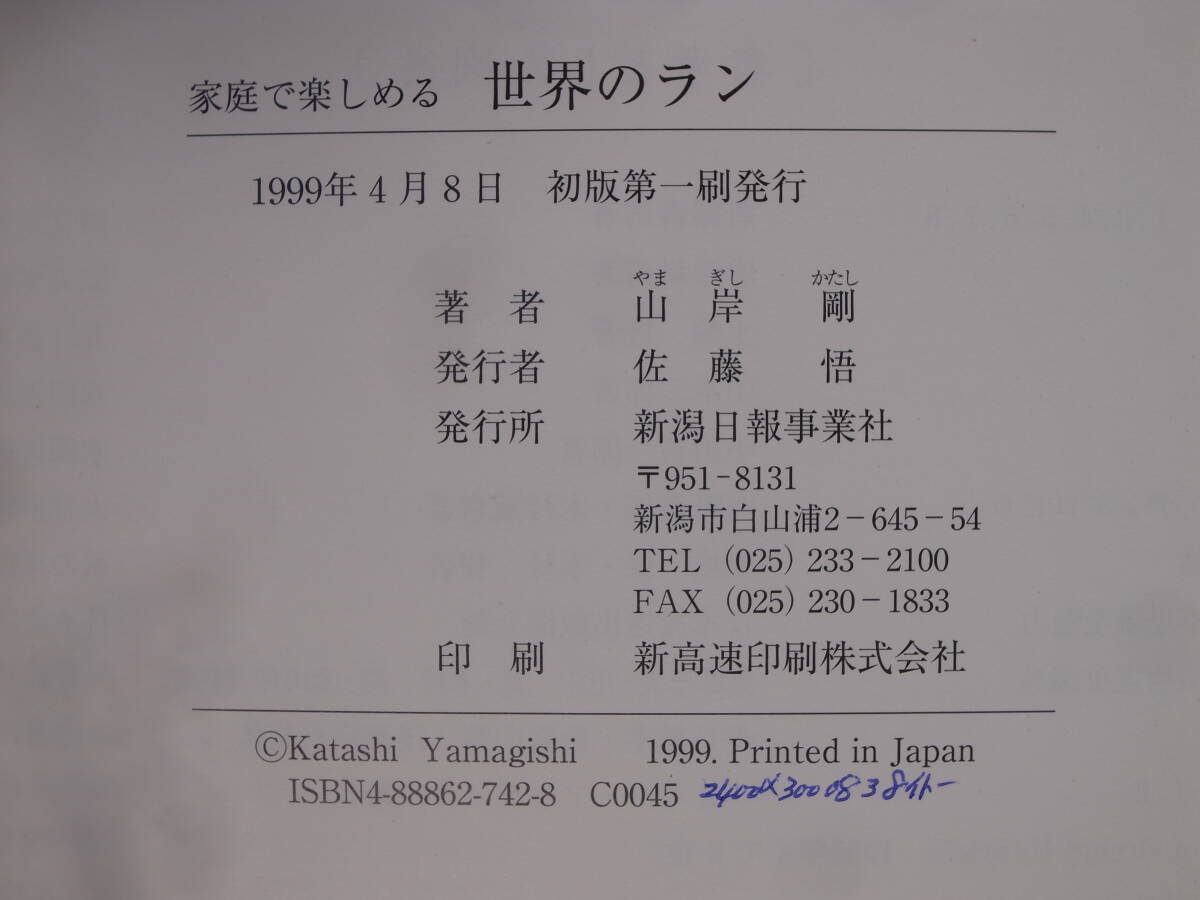 家庭で楽しめる 世界のラン
1999年4月8日 初版第一刷発行
やま ぎし かたし
著者 山岸 剛
発行者 佐藤 悟
発行所 新潟日報事業社
〒951-8131
新潟市白山浦2-645-54
TEL (025) 233-2100
FAX (025) 230-1833
印刷 新高速印刷株式会社
©Katashi Yamagishi 1999. Printed in Japan
ISBN4-88862-742-8 C0045